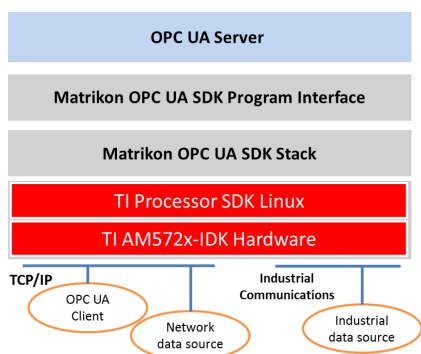 OPC UA Server
Matrikon OPC UA SDK Program Interface
Matrikon OPC UA SDK Stack
TI Processor SDK Linux
TI AM572x-IDK Hardware
TCP/IP
Industrial
Communications
OPC UA
Client
Network
data source
Industrial
data source